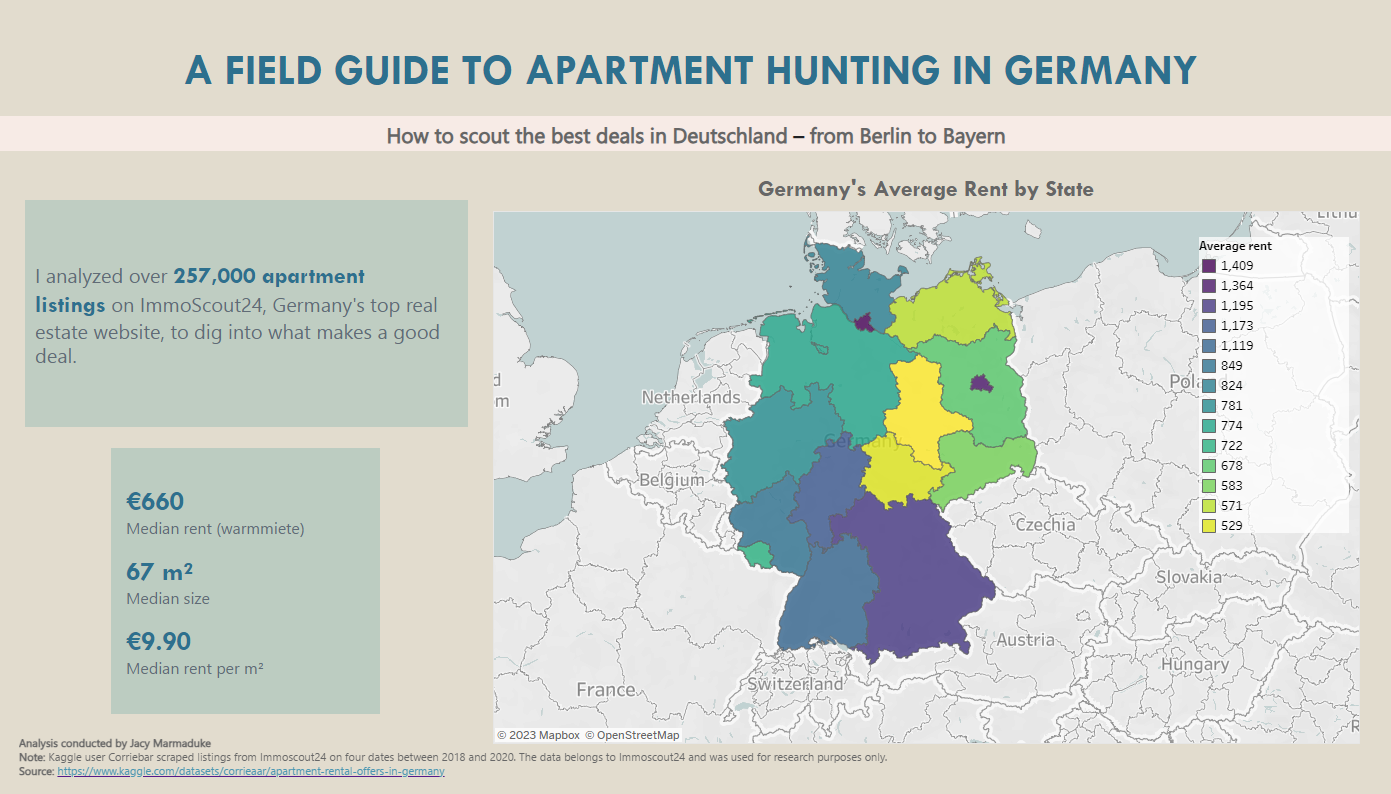 A FIELD GUIDE TO APARTMENT HUNTING IN GERMANY
How to scout the best deals in Deutschland – from Berlin to Bayern
I analyzed over 257,000 apartment
listings on ImmoScout24, Germany's top real
estate website, to dig into what makes a good
deal.
€660
Median rent (warmmiete)
67 m²
Median size
€9.90
Median rent per m²
Germany's Average Rent by State
Average rent
1,409
1,364
1,195
1,173
1,119
849
824
781
774
722
678
583
571
529
Netherlands
Germany
Belgium
Czechia
Slovakia
Austria
Hungary
Switzerland
France
© 2023 Mapbox © OpenStreetMap
Analysis conducted by Jacy Marmaduke
Note: Kaggle user Corriebar scraped listings from Immoscout24 on four dates between 2018 and 2020. The data belongs to Immoscout24 and was used for research purposes only.
Source: https://www.kaggle.com/datasets/corrieaar/apartment-rental-offers-in-germany